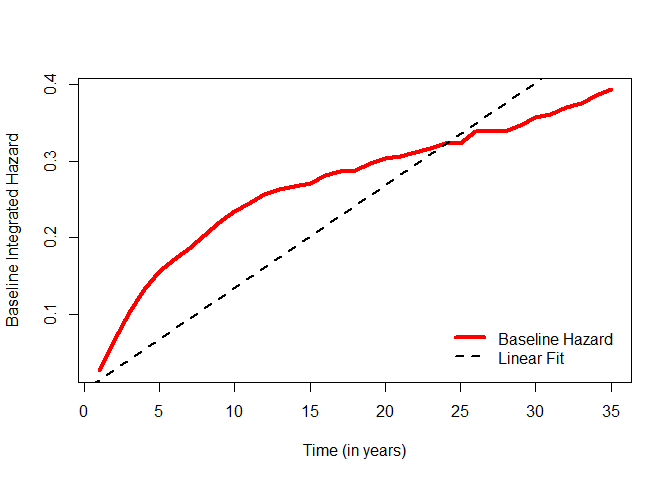 0.4
0.3
0.2
0.1
Baseline Integrated Hazard
Baseline Hazard
Linear Fit
0 5 10 15 20 25 30 35
Time (in years)